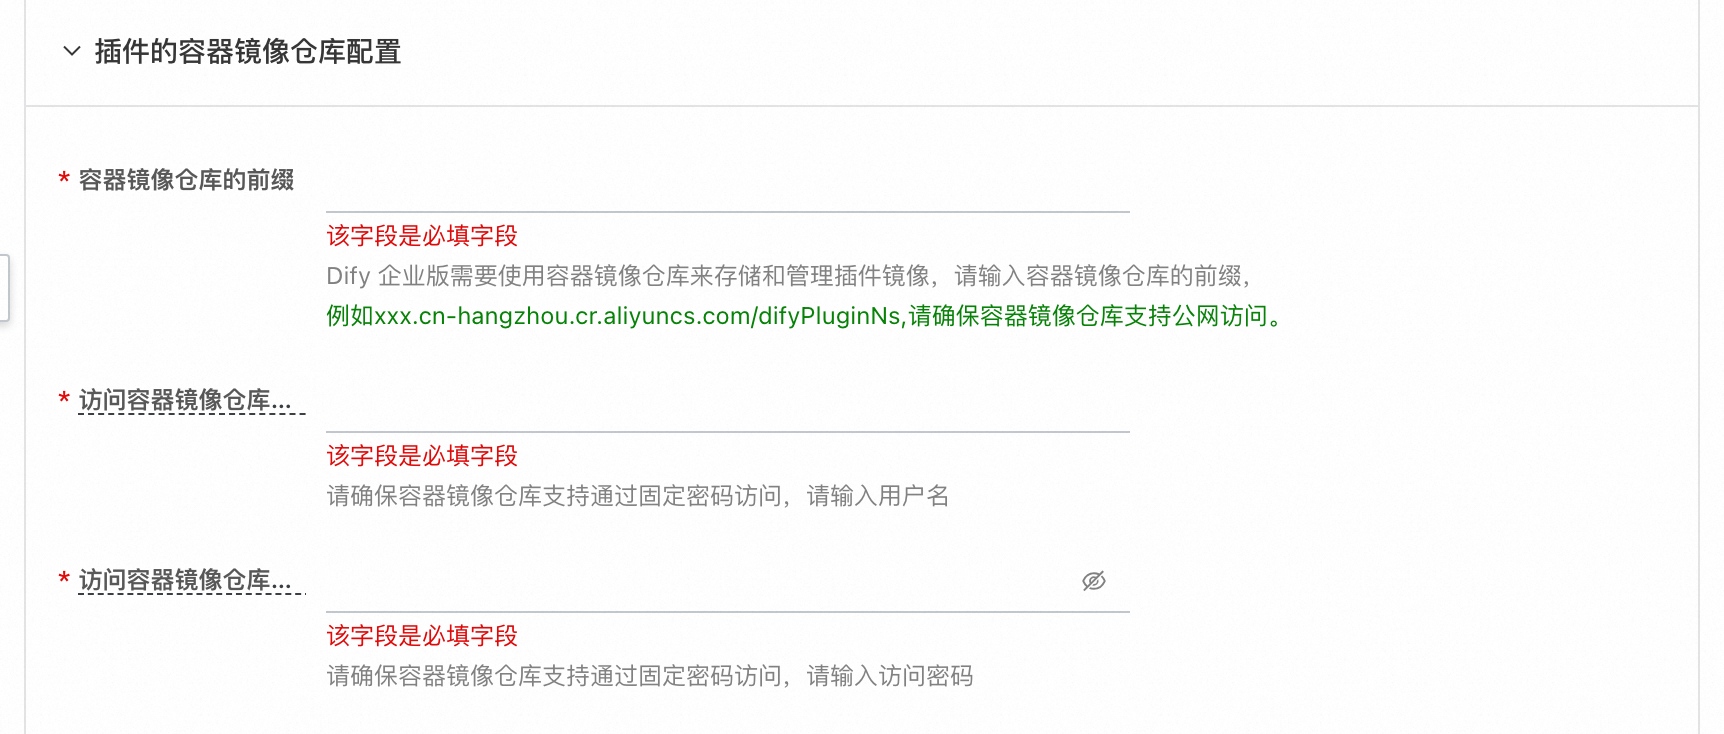 插件的容器镜像仓库配置
* 容器镜像仓库的前缀
该字段是必填字段
Dify 企业版需要使用容器镜像仓库来存储和管理插件镜像，请输入容器镜像仓库的前缀，
例如xxx.cn-hangzhou.cr.aliyuncs.com/difyPluginNs,请确保容器镜像仓库支持公网访问。
* 访问容器镜像仓库...
该字段是必填字段
请确保容器镜像仓库支持通过固定密码访问，请输入用户名
* 访问容器镜像仓库...
该字段是必填字段
请确保容器镜像仓库支持通过固定密码访问，请输入访问密码